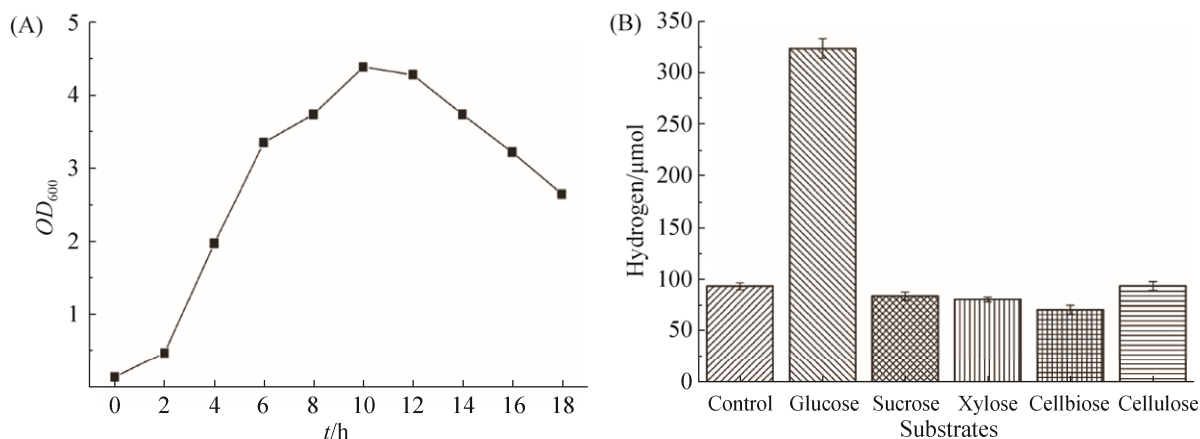 (A)
5
4
3
2
1
OD600
0 2 4 6 8 10 12 14 16 18
t/h
(B)
350
300
250
200
150
100
50
0
Hydrogen/μmol
Control Glucose Sucrose Xylose Cellbiose Cellulose
Substrates